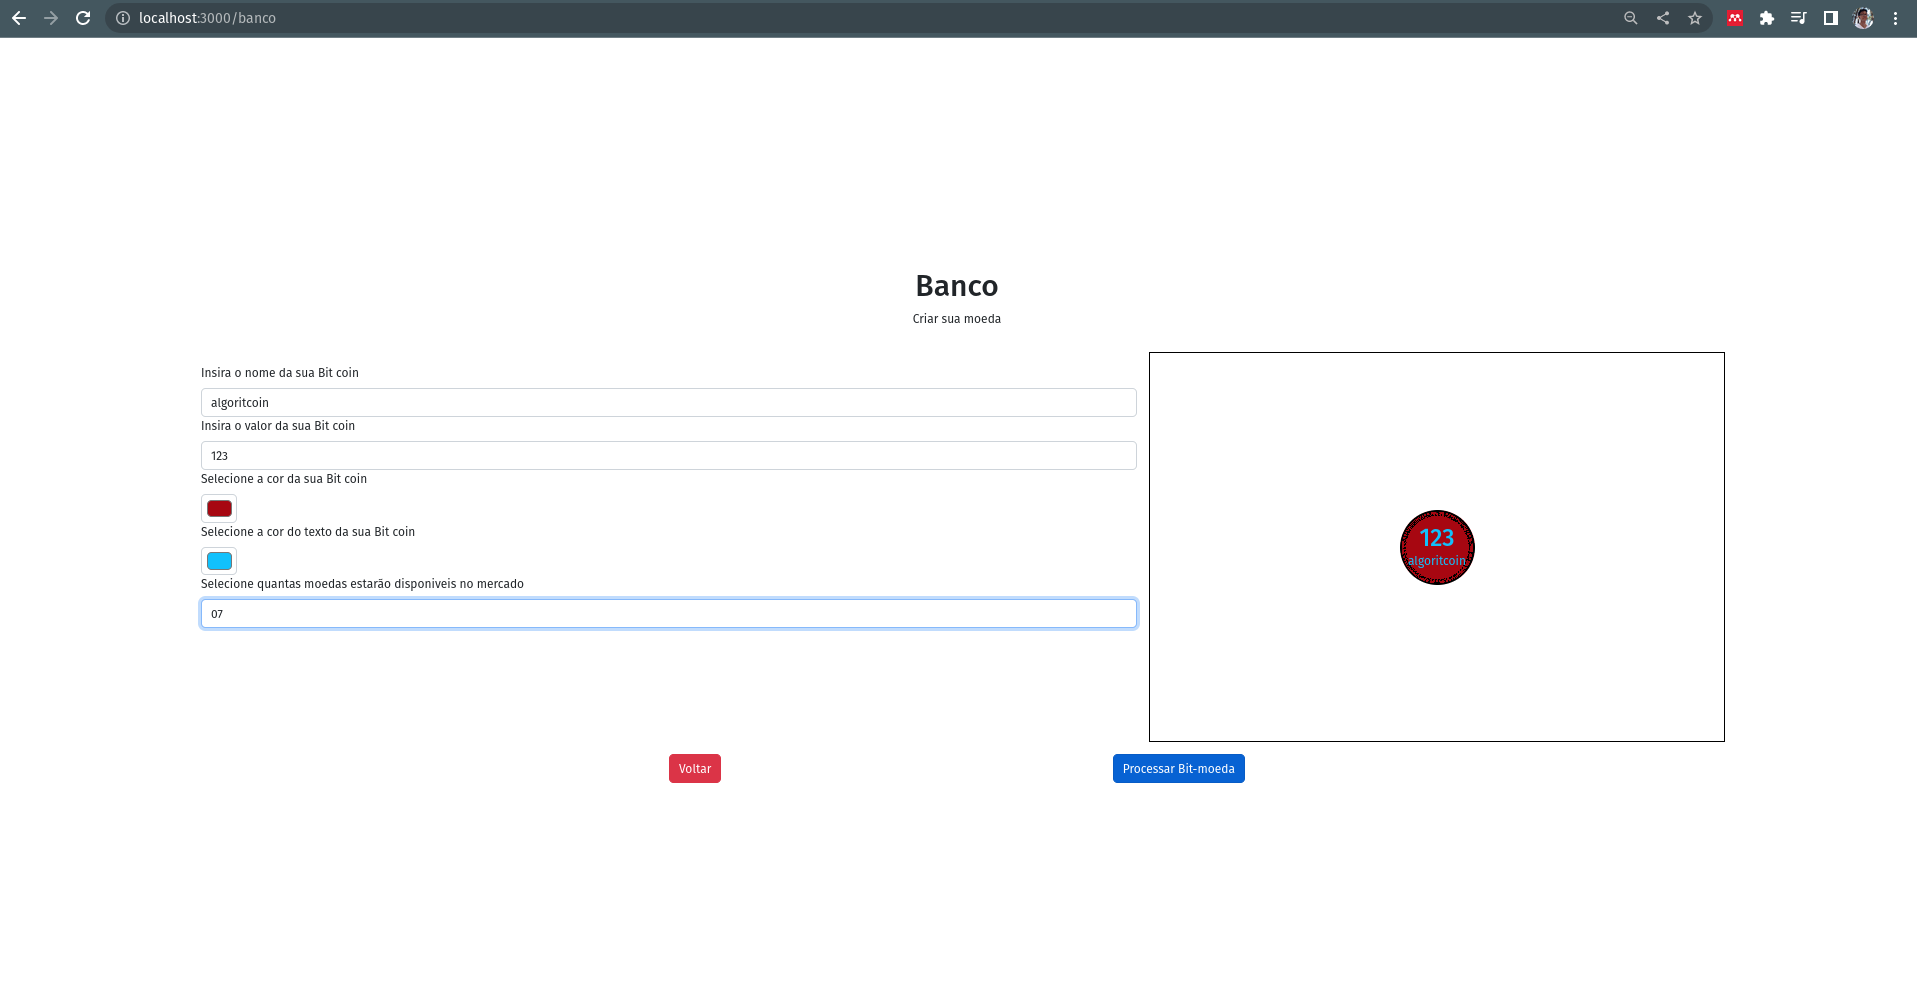 localhost:3000/banco
Banco
Criar sua moeda
Insira o nome da sua Bit coin
algoritcoin
Insira o valor da sua Bit coin
123
Selecione a cor da sua Bit coin
Selecione a cor do texto da sua Bit coin
Selecione quantas moedas estarão disponiveis no mercado
07
123
algoritcoin
Voltar
Processar Bit-moeda